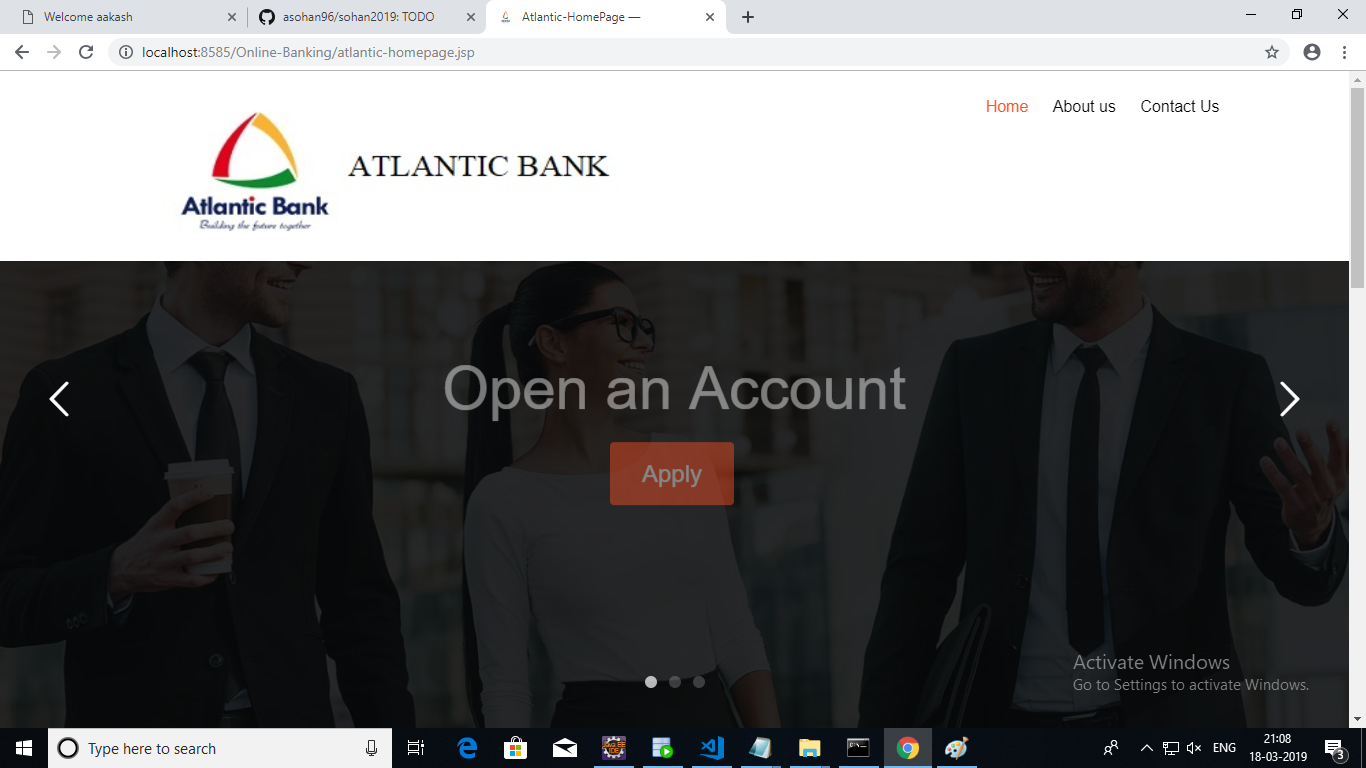 Welcome aakash
asohan96/sohan2019: TODO
Atlantic-HomePage —
localhost:8585/Online-Banking/atlantic-homepage.jsp
Home About us Contact Us
ATLANTIC BANK
Atlantic Bank
Building the future together
Open an Account
Apply
Activate Windows
Go to Settings to activate Windows.
Type here to search
ENG
21:08
18-03-2019
3